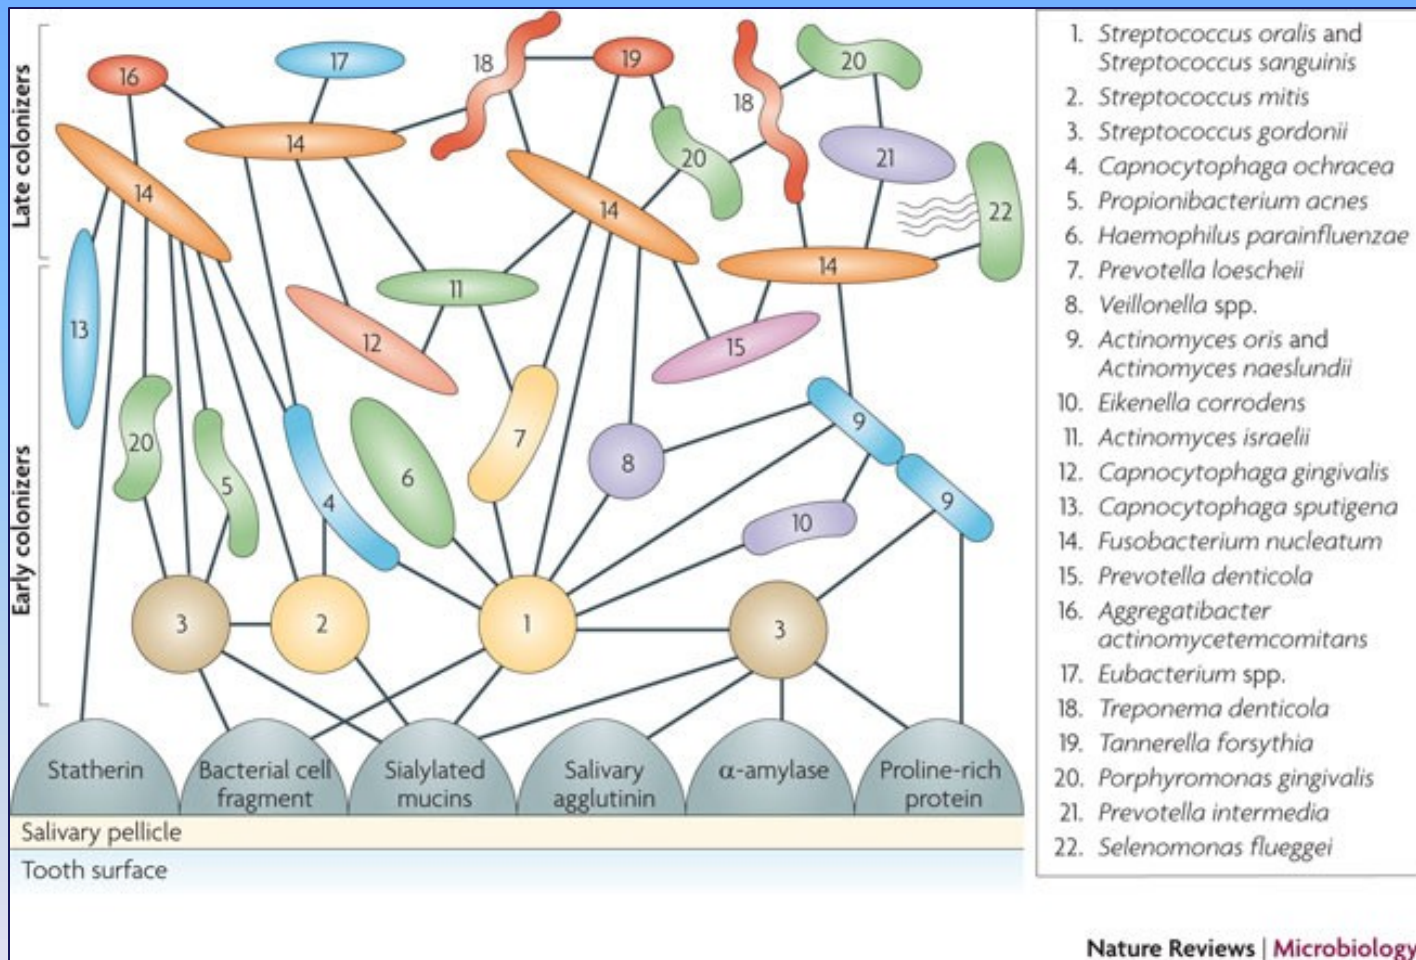 Late colonizers
Early colonizers
16
17
18
19
18
20
14
14
20
21
14
22
14
13
11
12
15
20
5
4
6
7
8
9
9
10
3
2
1
3
Statherin
Bacterial cell
fragment
Sialylated
mucins
Salivary
agglutinin
α-amylase
Proline-rich
protein
Salivary pellicle
Tooth surface
1. Streptococcus oralis and
Streptococcus sanguinis
2. Streptococcus mitis
3. Streptococcus gordonii
4. Capnocytophaga ochracea
5. Propionibacterium acnes
6. Haemophilus parainfluenzae
7. Prevotella loescheii
8. Veillonella spp.
9. Actinomyces oris and
Actinomyces naeslundii
10. Eikenella corrodens
11. Actinomyces israelii
12. Capnocytophaga gingivalis
13. Capnocytophaga sputigena
14. Fusobacterium nucleatum
15. Prevotella denticola
16. Aggregatibacter
actinomycetemcomitans
17. Eubacterium spp.
18. Treponema denticola
19. Tannerella forsythia
20. Porphyromonas gingivalis
21. Prevotella intermedia
22. Selenomonas flueggei
Nature Reviews | Microbiology